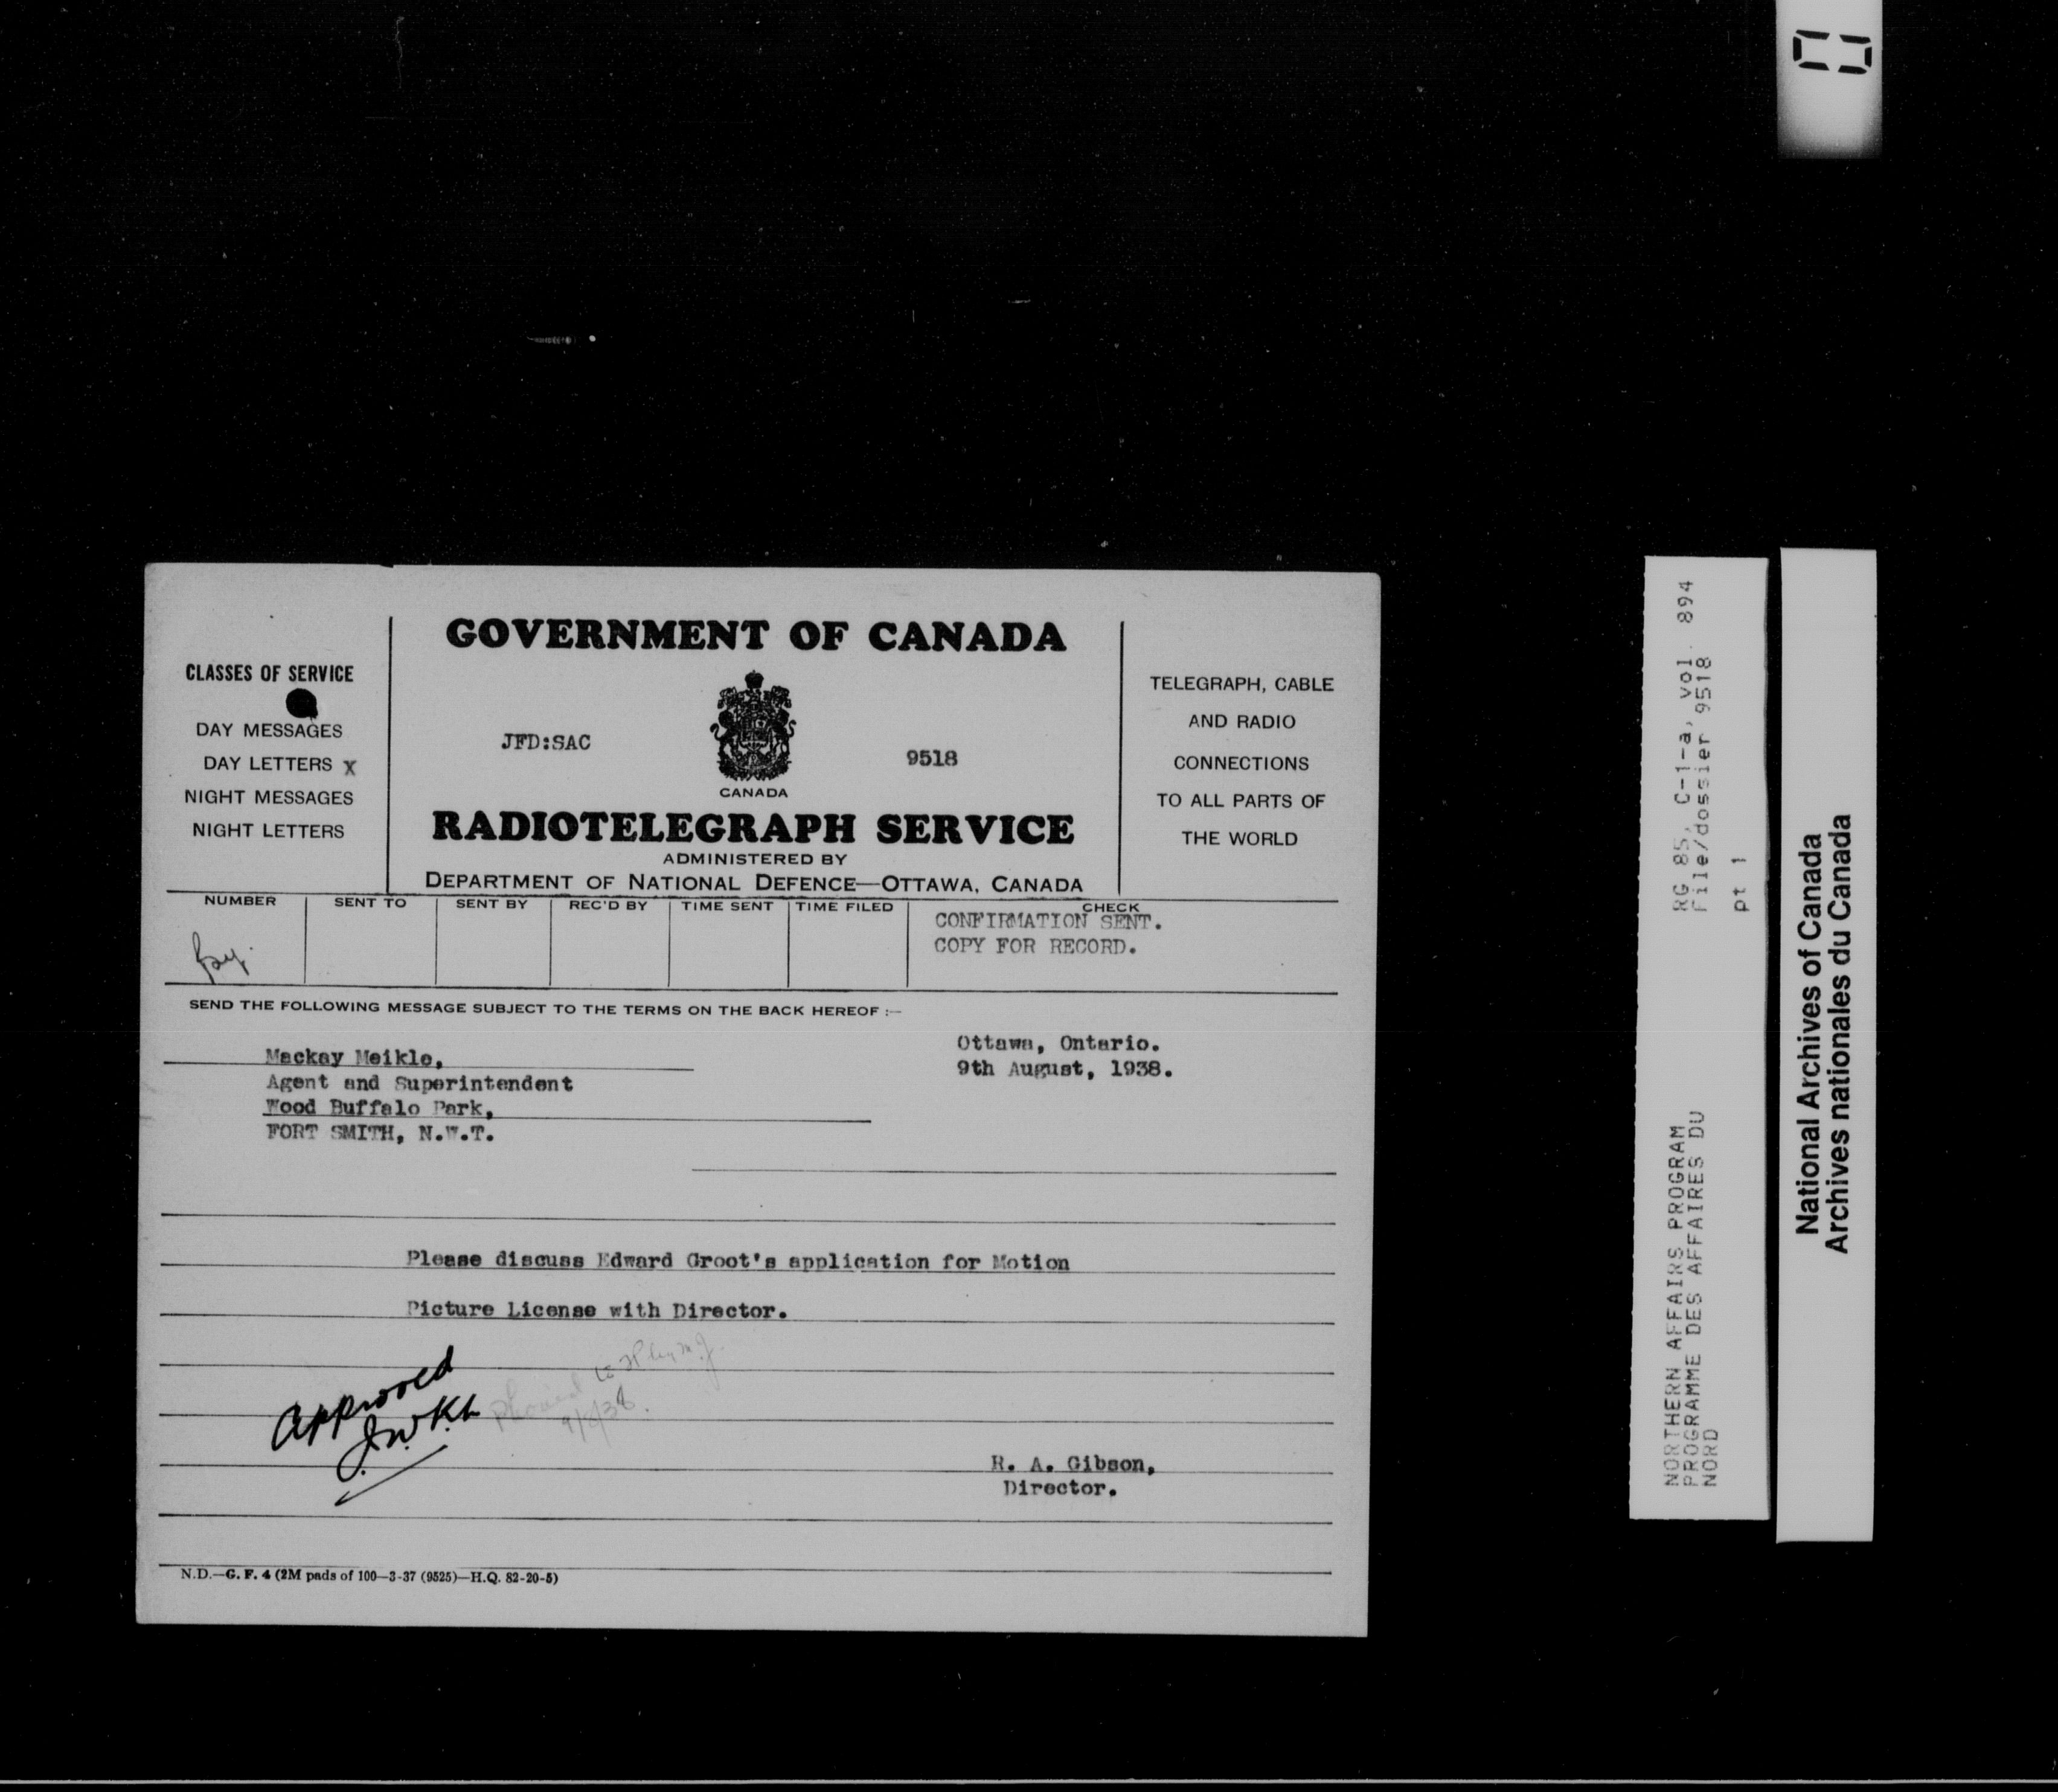 GOVERNMENT OF CANADA
CLASSES OF SERVICE
DAY MESSAGES
DAY LETTERS X
NIGHT MESSAGES
NIGHT LETTERS
JFD:SAC
9518
CANADA
RADIOTELEGRAPH SERVICE
ADMINISTERED BY
DEPARTMENT OF NATIONAL DEFENCE—OTTAWA, CANADA
TELEGRAPH, CABLE
AND RADIO
CONNECTIONS
TO ALL PARTS OF
THE WORLD
NUMBER SENT TO SENT BY REC'D BY TIME SENT TIME FILED CHECK
CONFIRMATION SENT.
COPY FOR RECORD.
SEND THE FOLLOWING MESSAGE SUBJECT TO THE TERMS ON THE BACK HEREOF :—
Ottawa, Ontario.
9th August, 1938.
Mackay Meikle,
Agent and Superintendent
Wood Buffalo Park,
FORT SMITH, N.W.T.
Please discuss Edward Groot's application for Motion
Picture License with Director.
Approved
Phoned to
9/8/38.
R. A. Gibson,
Director.
N.D.—G. F. 4 (2M pads of 100—3-37 (9525)—H.Q. 82-20-5)
RG 85, C-1-a, vol. 894
File/dossier 9518
pt 1
NORTHERN AFFAIRS PROGRAM
PROGRAMME DES AFFAIRES DU
NORD
National Archives of Canada
Archives nationales du Canada